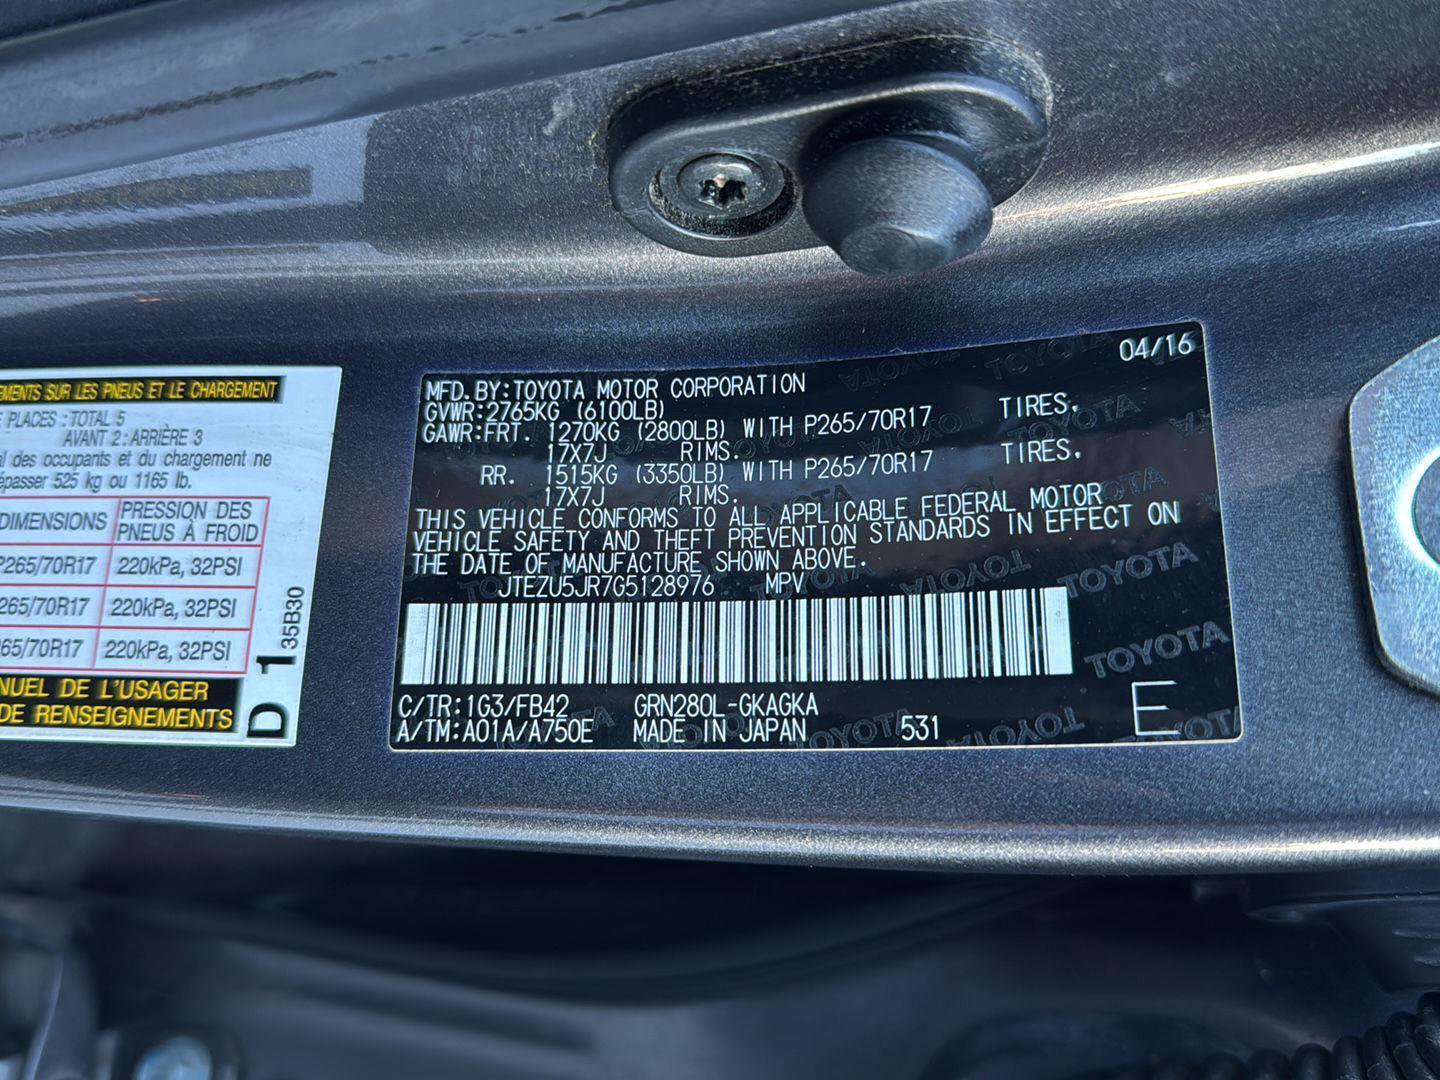 EMENTS SUR LES PNEUS ET LE CHARGEMENT
PLACES : TOTAL 5
AVANT 2 : ARRIÈRE 3
al des occupants et du chargement ne
épasser 525 kg ou 1165 lb.
DIMENSIONS PRESSION DES PNEUS À FROID
P265/70R17 220kPa, 32PSI
265/70R17 220kPa, 32PSI
65/70R17 220kPa, 32PSI
NUEL DE L'USAGER
DE RENSEIGNEMENTS
D 1
35B30
04/16
MFD.BY:TOYOTA MOTOR CORPORATION
GVWR:2765KG (6100LB)
GAWR:FRT. 1270KG (2800LB) WITH P265/70R17 TIRES,
17X7J RIMS.
RR. 1515KG (3350LB) WITH P265/70R17 TIRES,
17X7J RIMS.
THIS VEHICLE CONFORMS TO ALL APPLICABLE FEDERAL MOTOR
VEHICLE SAFETY AND THEFT PREVENTION STANDARDS IN EFFECT ON
THE DATE OF MANUFACTURE SHOWN ABOVE.
JTEZU5JR7G5128976 MPV
C/TR:1G3/FB42 GRN280L-GKAGKA
A/TM:A01A/A750E MADE IN JAPAN 531
E
TOYOTA